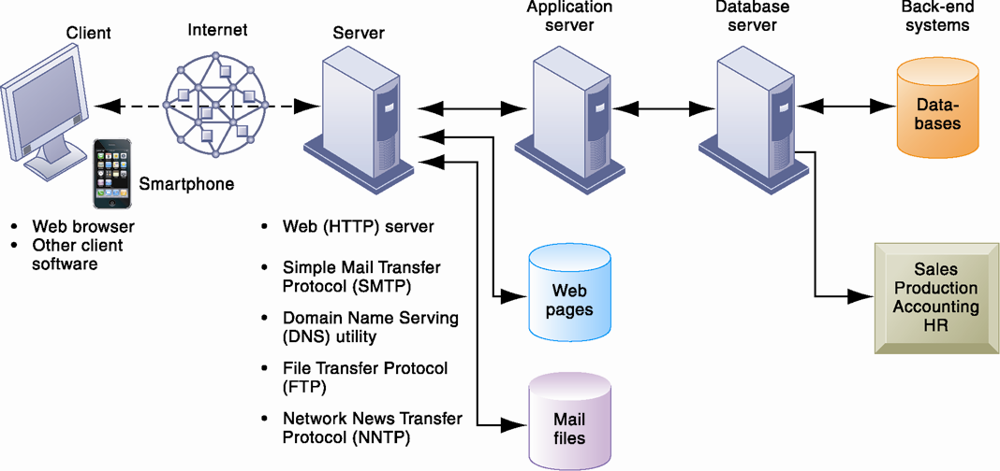 Client
Internet
Server
Application
server
Database
server
Back-end
systems
Data-
bases
Smartphone
• Web browser
• Other client
software
• Web (HTTP) server
• Simple Mail Transfer
Protocol (SMTP)
• Domain Name Serving
(DNS) utility
• File Transfer Protocol
(FTP)
• Network News Transfer
Protocol (NNTP)
Web
pages
Mail
files
Sales
Production
Accounting
HR